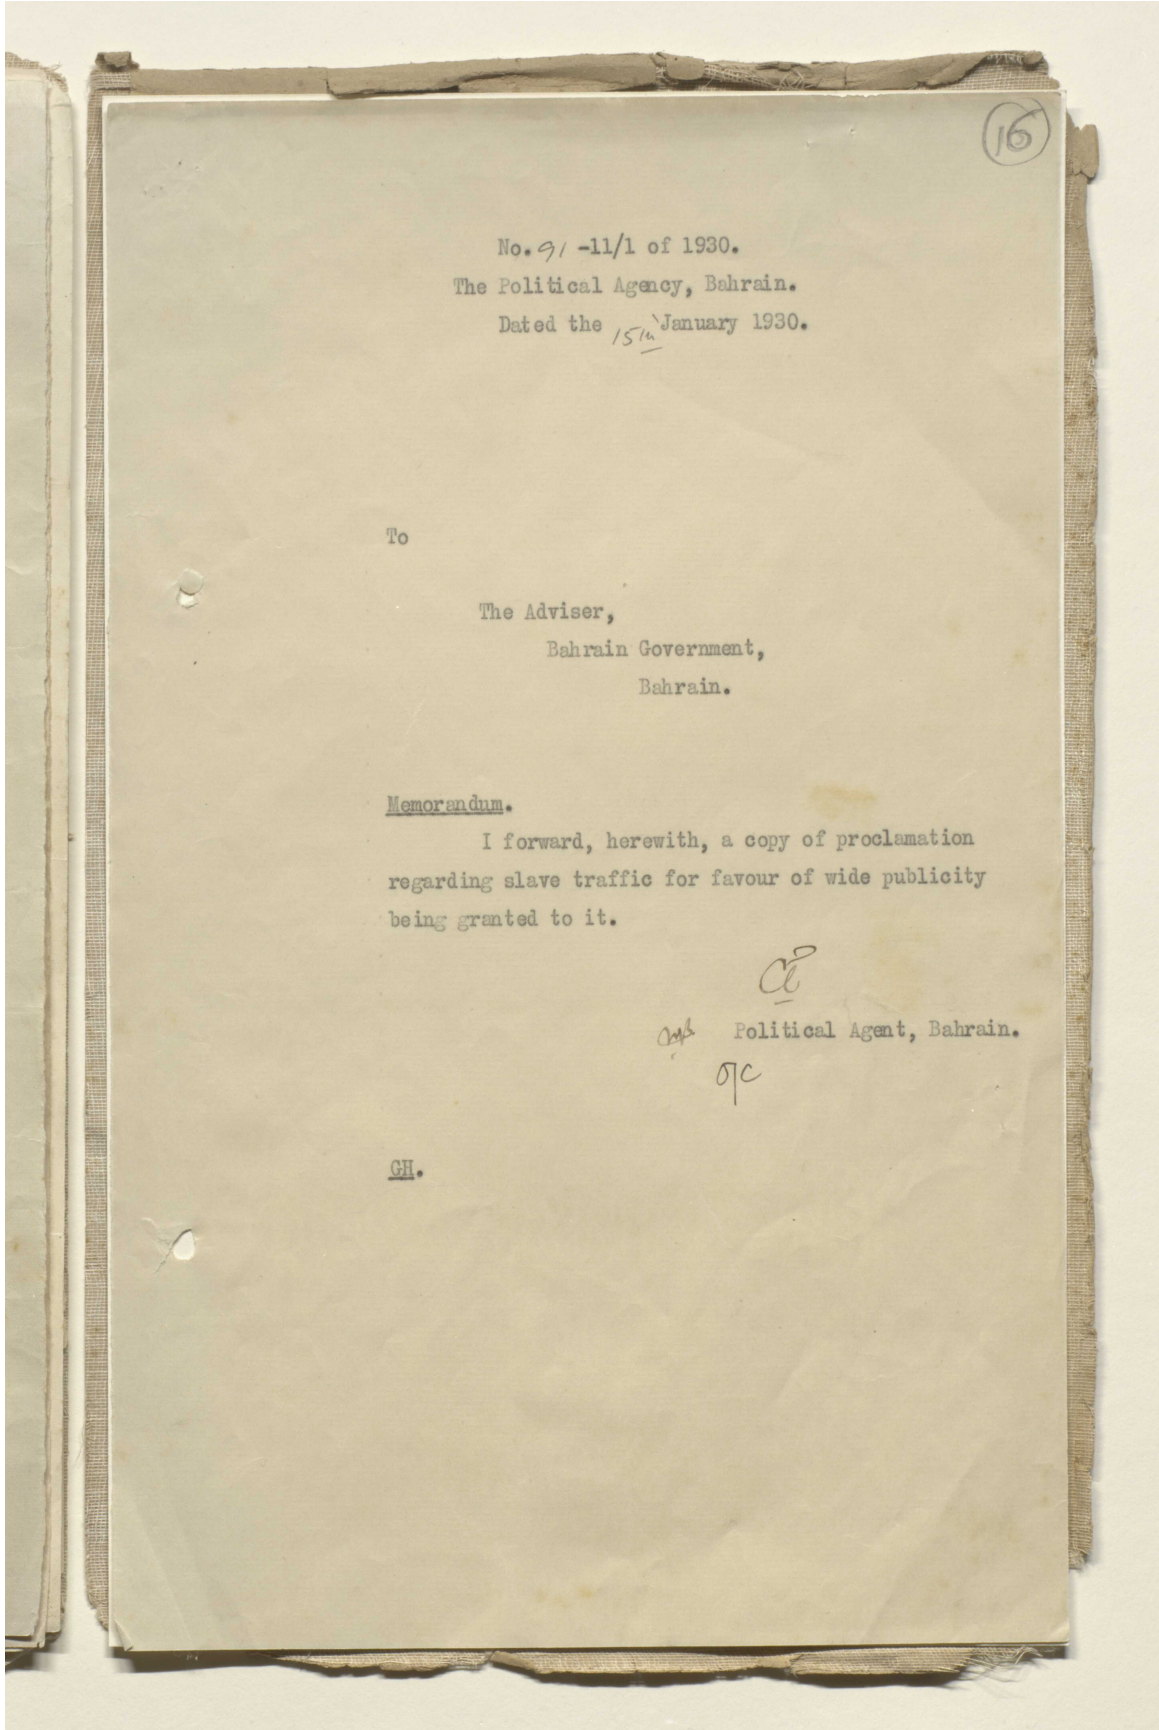 16
No. 91 -11/1 of 1930.
The Political Agency, Bahrain.
Dated the 15th January 1930.
To
The Adviser,
Bahrain Government,
Bahrain.
Memorandum.
I forward, herewith, a copy of proclamation
regarding slave traffic for favour of wide publicity
being granted to it.
Political Agent, Bahrain.
GH.